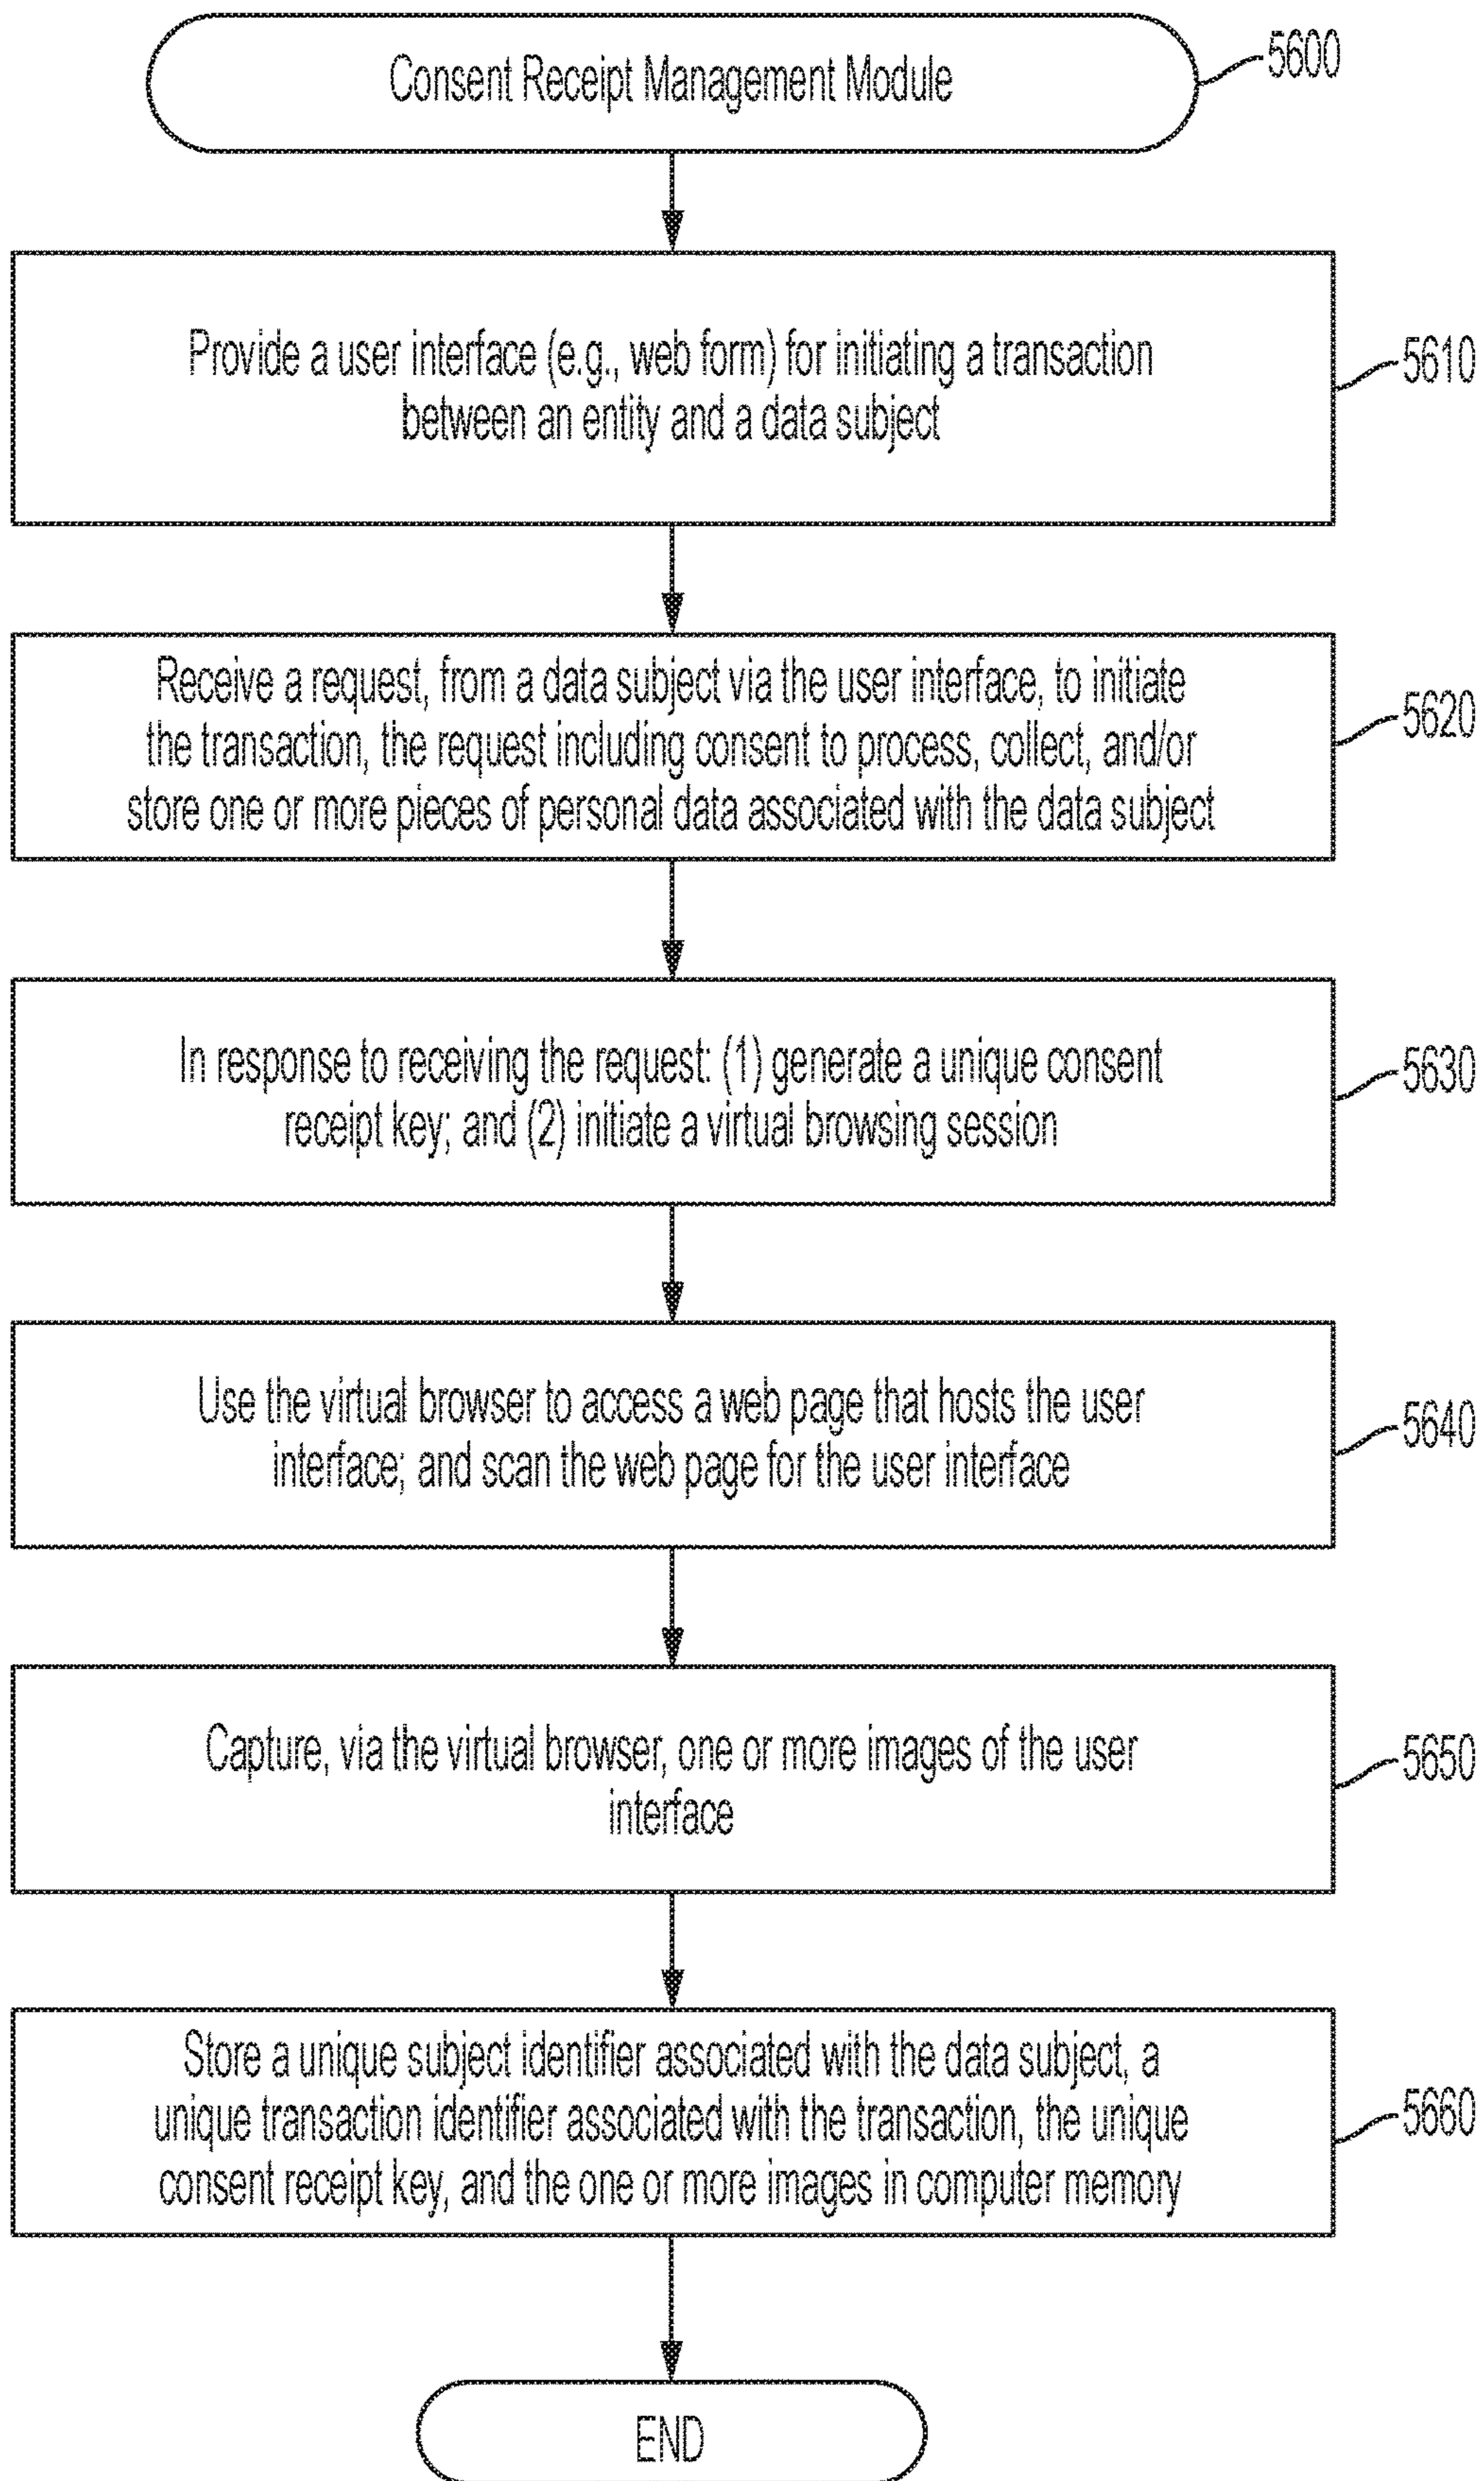 Consent Receipt Management Module
5600
Provide a user interface (e.g., web form) for initiating a transaction
between an entity and a data subject
5610
Receive a request, from a data subject via the user interface, to initiate
the transaction, the request including consent to process, collect, and/or
store one or more pieces of personal data associated with the data subject
5620
In response to receiving the request: (1) generate a unique consent
receipt key; and (2) initiate a virtual browsing session
5630
Use the virtual browser to access a web page that hosts the user
interface; and scan the web page for the user interface
5640
Capture, via the virtual browser, one or more images of the user
interface
5650
Store a unique subject identifier associated with the data subject, a
unique transaction identifier associated with the transaction, the unique
consent receipt key, and the one or more images in computer memory
5660
END